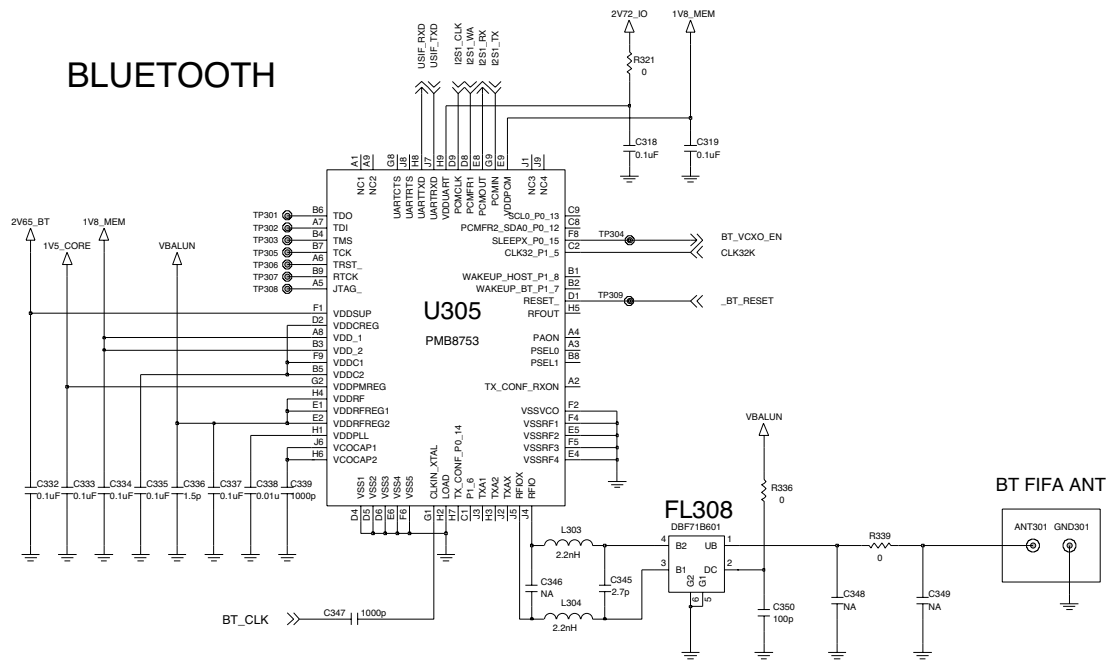 BLUETOOTH
USIF_RXD
USIF_TXD
I2S1_CLK
I2S1_WA
I2S1_RX
I2S1_TX
2V72_IO
1V8_MEM
R321
0
C318
0.1uF
C319
0.1uF
A1
A9
G8
J8
H8
J7
H9
D9
D8
E8
G9
E9
J1
J9
NC1
NC2
UARTCTS
UARTRTS
UARTTXD
UARTRXD
VDDUART
PCMCLK
PCMFR1
PCMOUT
PCMIN
VDDPCM
NC3
NC4
TP301 B6 TDO
TP302 A7 TDI
TP303 B4 TMS
TP305 B7 TCK
TP306 A6 TRST_
TP307 B9 RTCK
TP308 A5 JTAG_
2V65_BT
1V5_CORE
1V8_MEM
VBALUN
F1 VDDSUP
D2 VDDCREG
A8 VDD_1
B3 VDD_2
F9 VDDC1
B5 VDDC2
G2 VDDPMREG
H4 VDDRF
E1 VDDRFREG1
E2 VDDRFREG2
H1 VDDPLL
J6 VCOCAP1
H6 VCOCAP2
U305
PMB8753
SCL0_P0_13 C9
PCMFR2_SDA0_P0_12 C8
SLEEPX_P0_15 F8 TP304 BT_VCXO_EN
CLK32_P1_5 C2 CLK32K
WAKEUP_HOST_P1_8 B1
WAKEUP_BT_P1_7 B2
RESET_ D1 TP309 _BT_RESET
RFOUT H5
PAON A4
PSEL0 A3
PSEL1 B8
TX_CONF_RXON A2
VSSVCO F2
VSSRF1 F4
VSSRF2 E5
VSSRF3 F5
VSSRF4 E4
VSS1
VSS2
VSS3
VSS4
VSS5
CLKIN_XTAL
LOAD
TX_CONF_P0_14
P1_6
TXA1
TXA2
TXAX
RFIOX
RFIO
D4
D5
D6
E6
F6
G1
H2
H7
C1
J3
H3
J2
J5
J4
C332
0.1uF
C333
0.1uF
C334
0.1uF
C335
0.1uF
C336
1.5p
C337
0.1uF
C338
0.01u
C339
1000p
BT_CLK
C347
1000p
L303
2.2nH
C346
NA
C345
2.7p
L304
2.2nH
FL308
DBF71B601
4 B2 UB 1
3 B1 DC 2
G2
G1
6
5
VBALUN
R336
0
C350
100p
R339
0
C348
NA
C349
NA
BT FIFA ANT
ANT301 GND301